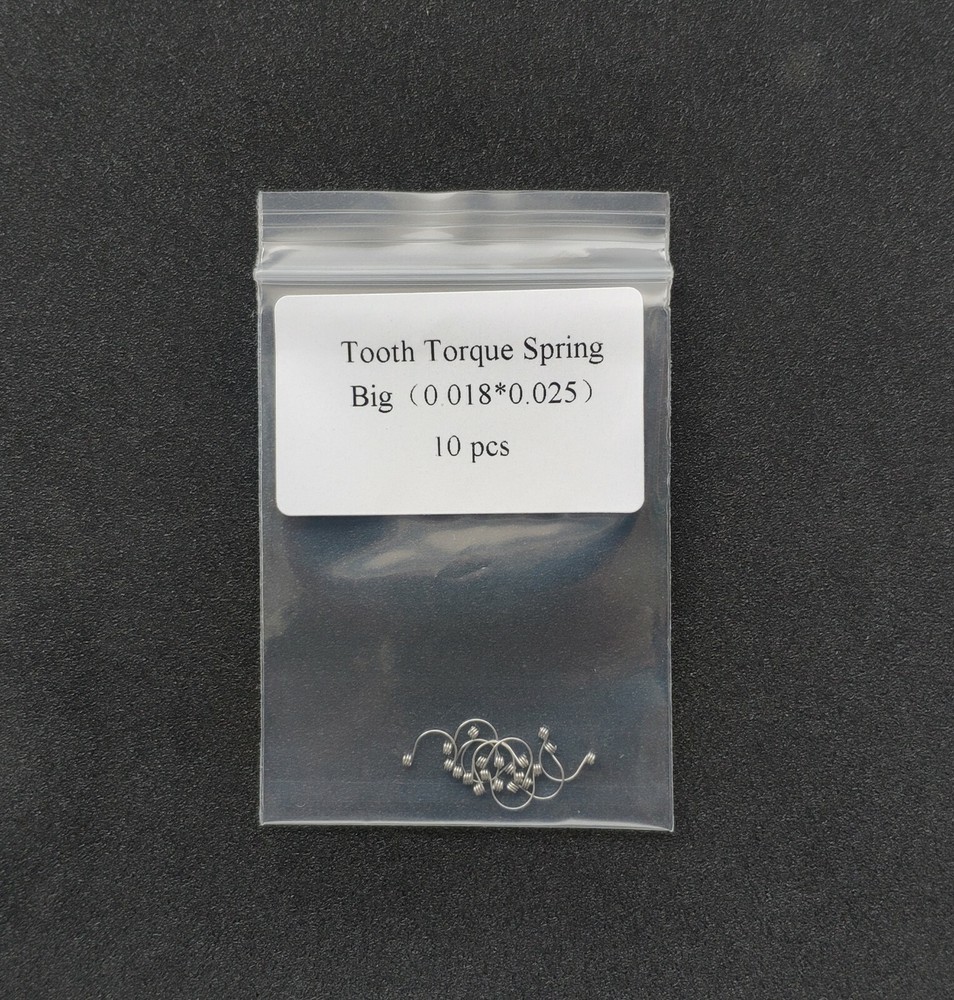 Tooth Torque Spring
Big（0.018*0.025）
10 pcs